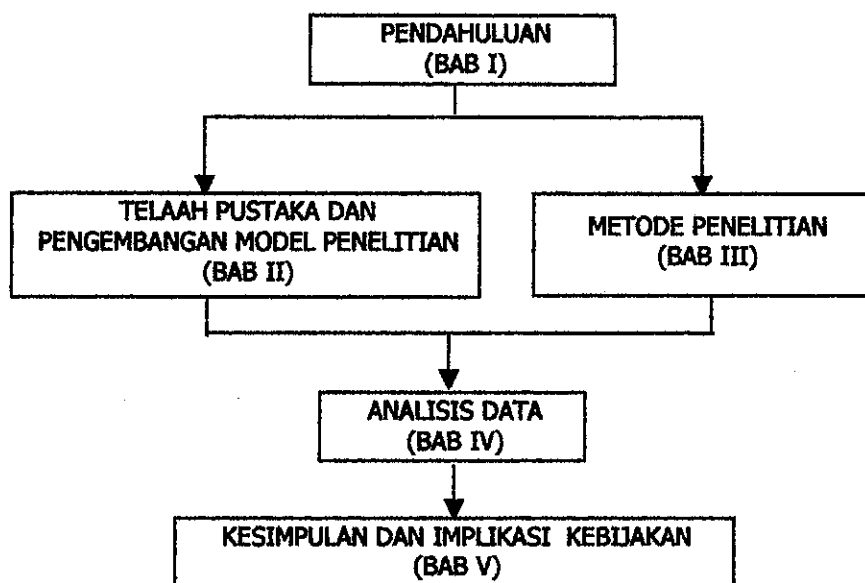 PENDAHULUAN
(BAB I)
TELAAH PUSTAKA DAN
PENGEMBANGAN MODEL PENELITIAN
(BAB II)
METODE PENELITIAN
(BAB III)
ANALISIS DATA
(BAB IV)
KESIMPULAN DAN IMPLIKASI KEBIJAKAN
(BAB V)